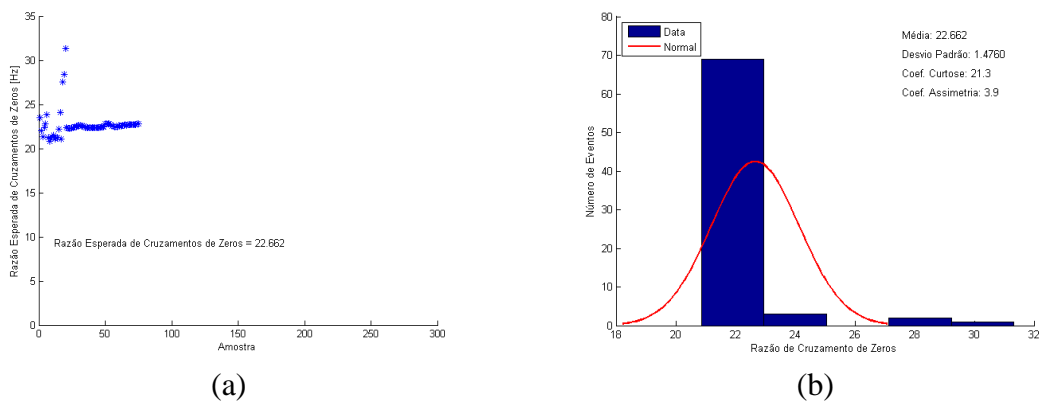 35
30
25
20
15
10
5
0
Razão Esperada de Cruzamentos de Zeros [Hz]
Razão Esperada de Cruzamentos de Zeros = 22.662
0 50 100 150 200 250 300
Amostra
(a)
80
70
60
50
40
30
20
10
0
Número de Eventos
Data
Normal
Média: 22.662
Desvio Padrão: 1.4760
Coef. Curtose: 21.3
Coef. Assimetria: 3.9
18 20 22 24 26 28 30 32
Razão de Cruzamento de Zeros
(b)